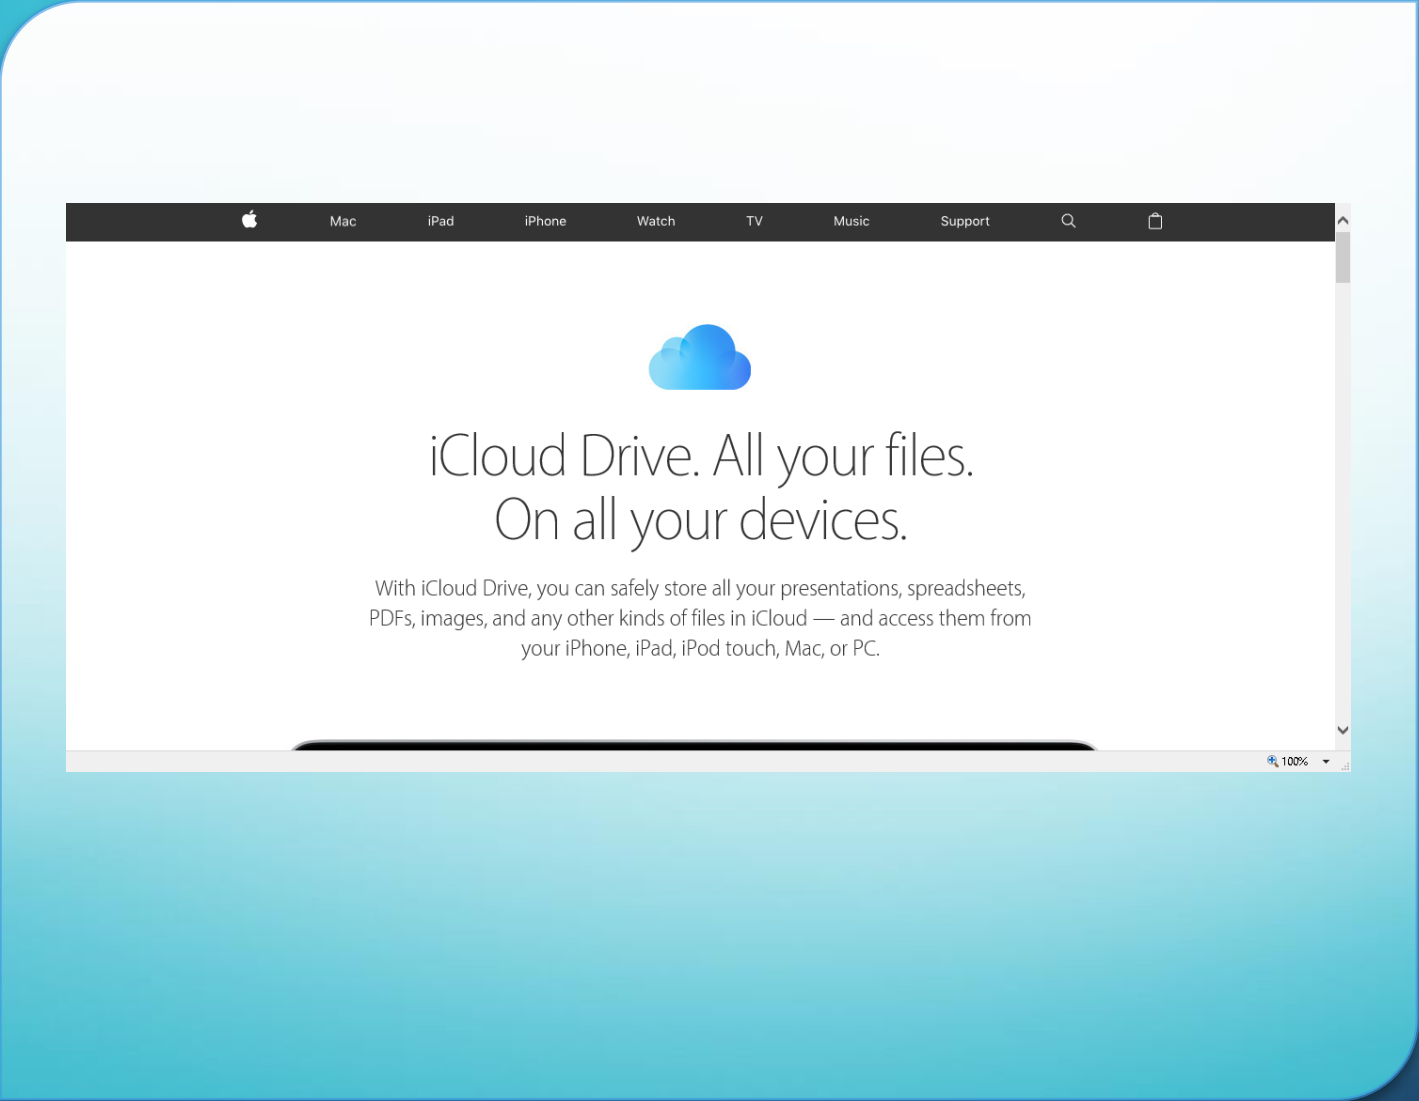 Mac iPad iPhone Watch TV Music Support
iCloud Drive. All your files.
On all your devices.
With iCloud Drive, you can safely store all your presentations, spreadsheets,
PDFs, images, and any other kinds of files in iCloud — and access them from
your iPhone, iPad, iPod touch, Mac, or PC.
100%